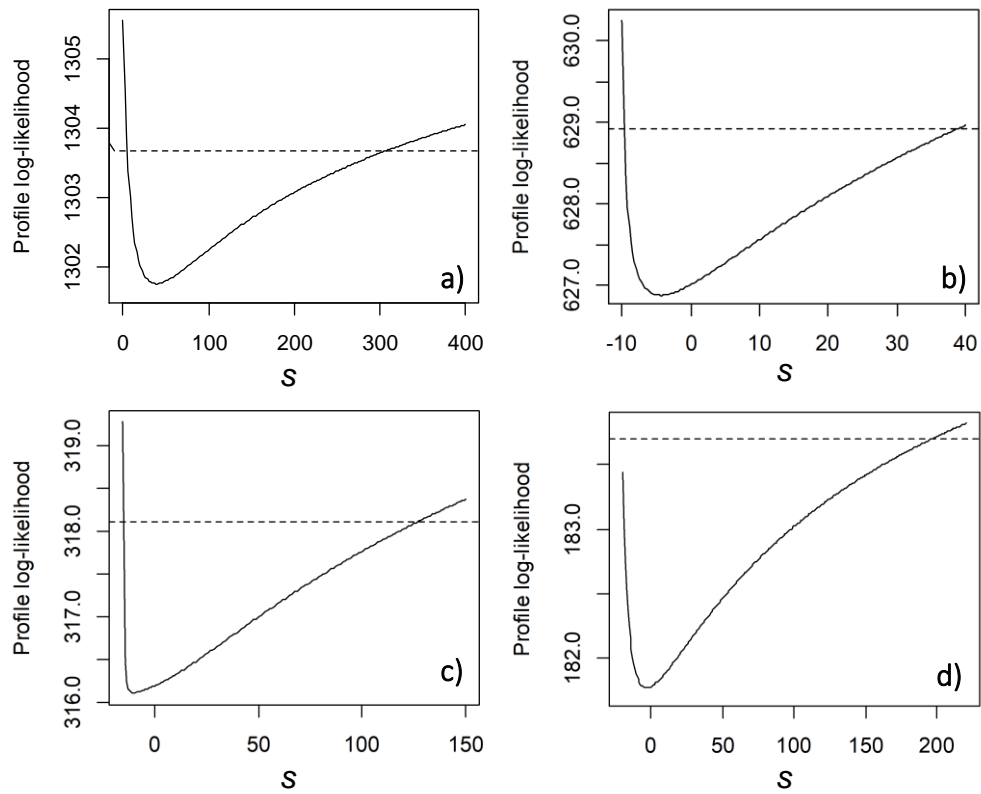 Profile log-likelihood
1305
1304
1303
1302
a)
0 100 200 300 400
S
Profile log-likelihood
630.0
629.0
628.0
627.0
b)
-10 0 10 20 30 40
S
Profile log-likelihood
319.0
318.0
317.0
316.0
c)
0 50 100 150
S
Profile log-likelihood
183.0
182.0
d)
0 50 100 150 200
S